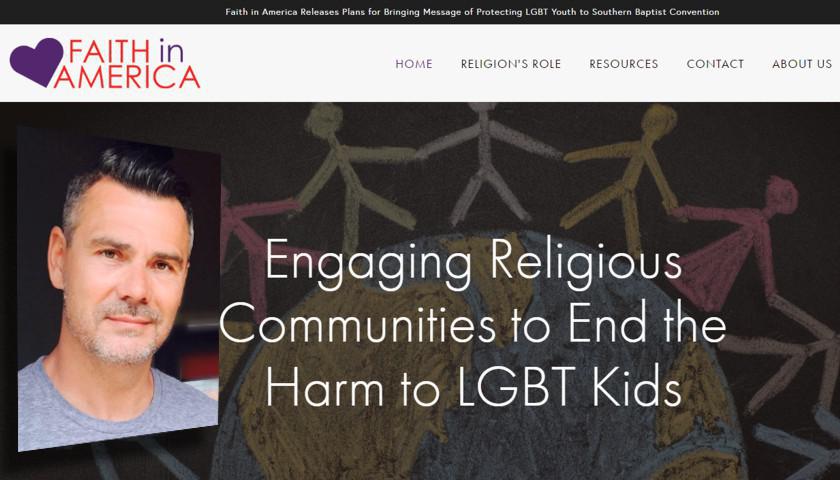 Faith in America Releases Plans for Bringing Message of Protecting LGBT Youth to Southern Baptist Convention
FAITH in
AMERICA
HOME RELIGION'S ROLE RESOURCES CONTACT ABOUT US
Engaging Religious
Communities to End the
Harm to LGBT Kids